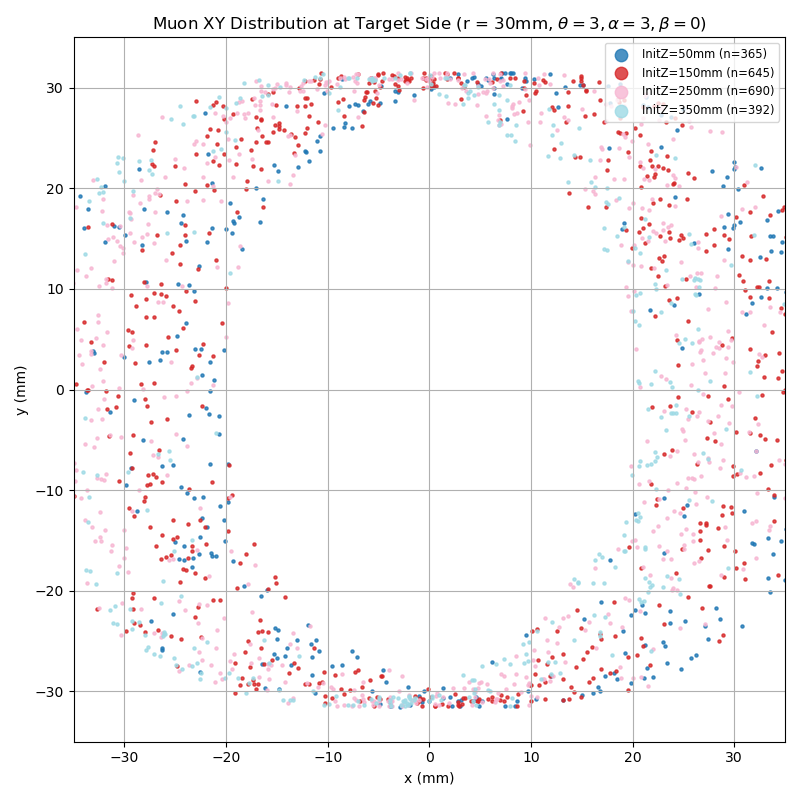 Muon XY Distribution at Target Side (r = 30mm, θ = 3, α = 3, β = 0)
InitZ=50mm (n=365)
InitZ=150mm (n=645)
InitZ=250mm (n=690)
InitZ=350mm (n=392)
30
20
10
0
−10
−20
−30
y (mm)
−30 −20 −10 0 10 20 30
x (mm)